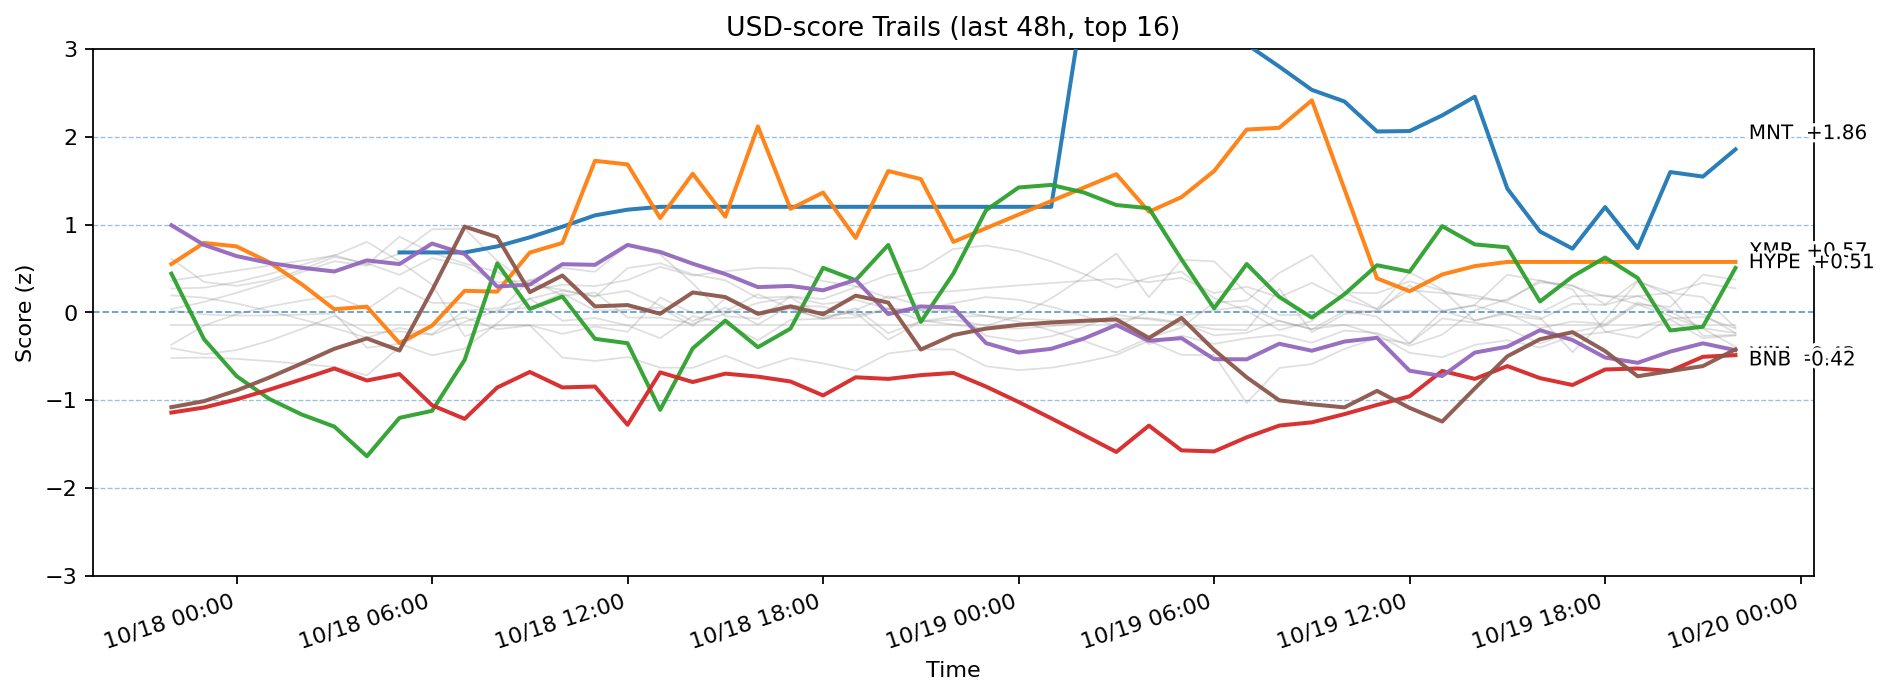 USD-score Trails (last 48h, top 16)
Score (z)
3
2
1
0
−1
−2
−3
MNT +1.86
XMR +0.57
HYPE +0.51
BNB -0.42
10/18 00:00
10/18 06:00
10/18 12:00
10/18 18:00
10/19 00:00
10/19 06:00
10/19 12:00
10/19 18:00
10/20 00:00
Time